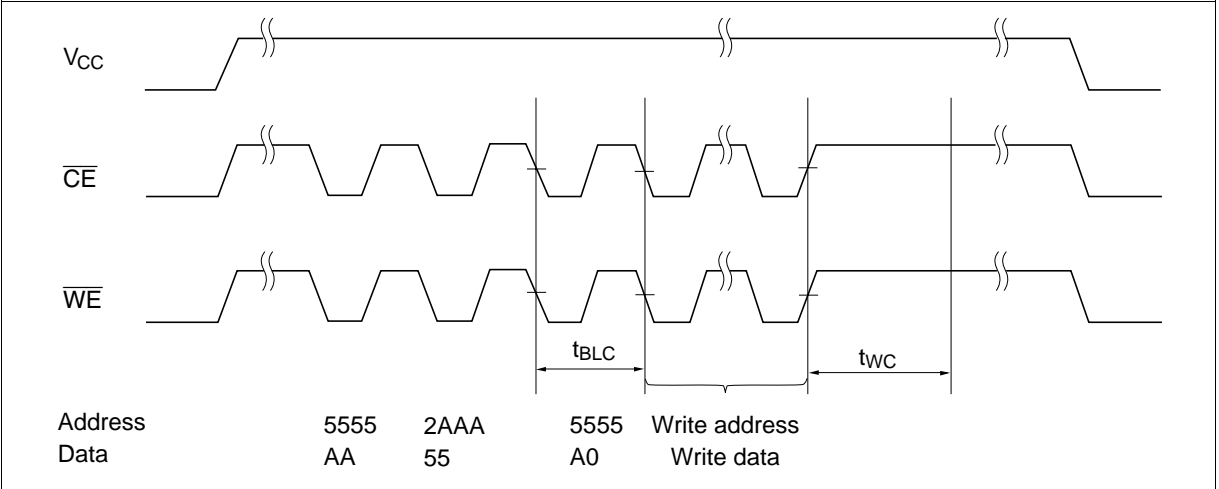 VCC
CE
WE
tBLC
tWC
Address 5555 2AAA 5555 Write address
Data AA 55 A0 Write data